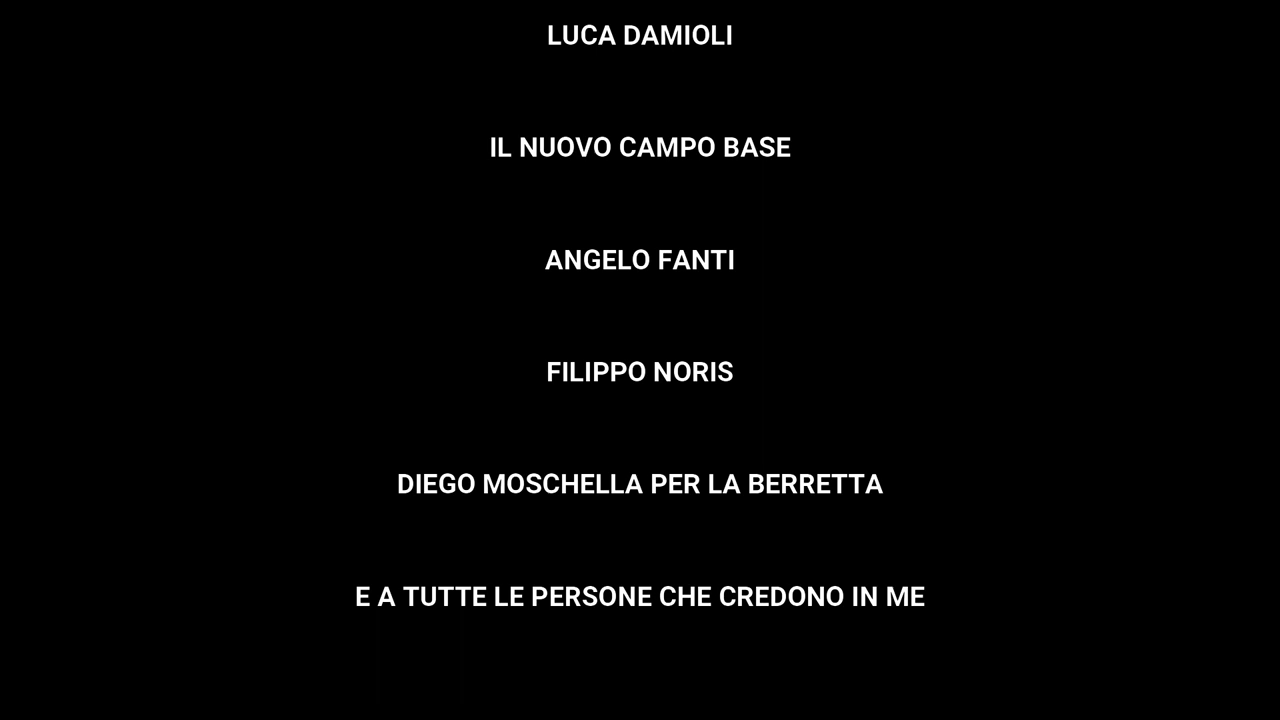 LUCA DAMIOLI
IL NUOVO CAMPO BASE
ANGELO FANTI
FILIPPO NORIS
DIEGO MOSCHELLA PER LA BERRETTA
E A TUTTE LE PERSONE CHE CREDONO IN ME